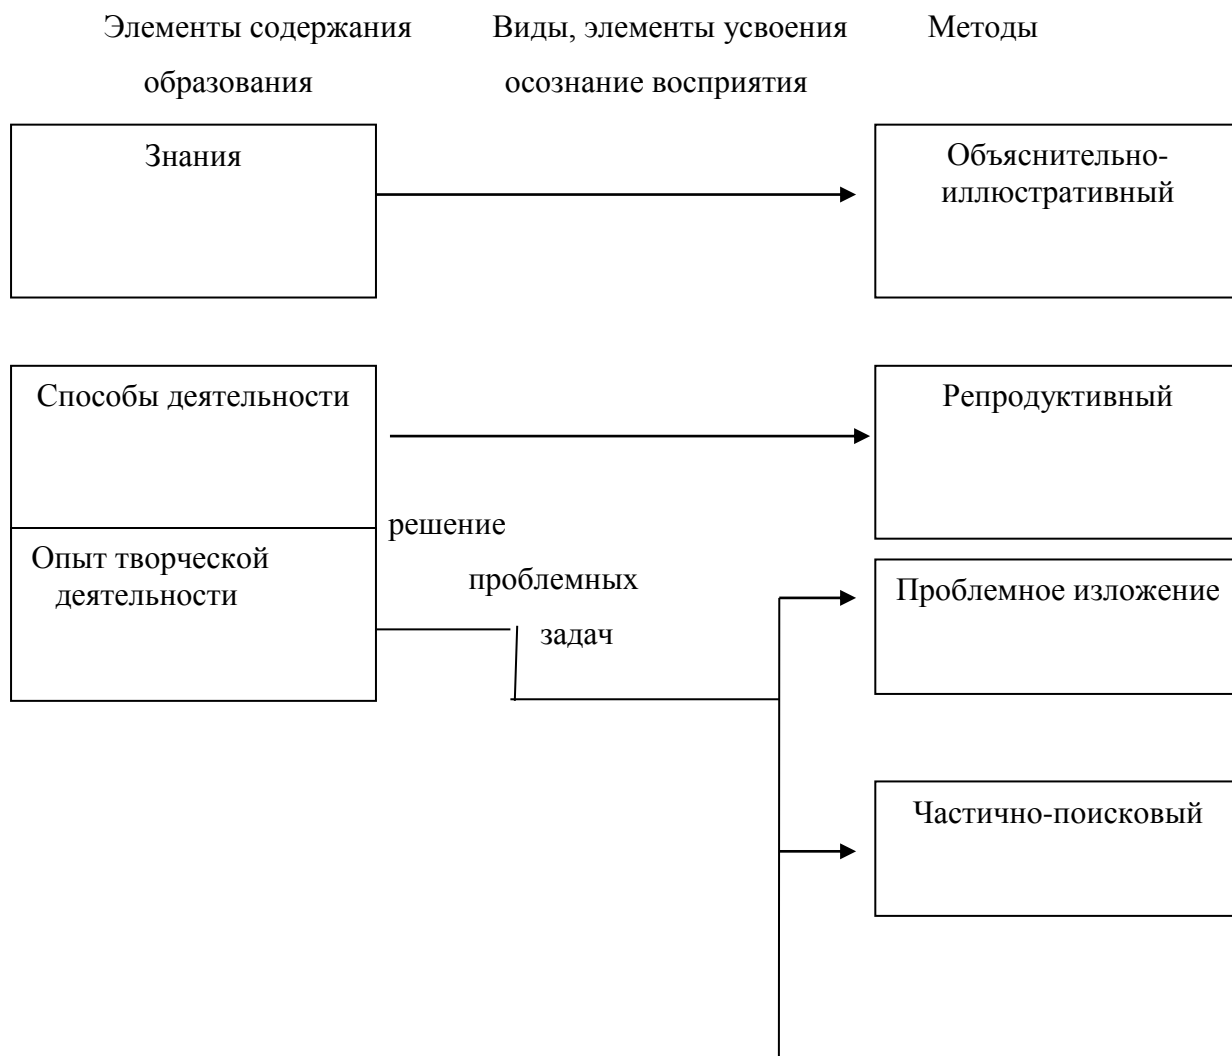 Элементы содержания Виды, элементы усвоения Методы
образования осознание восприятия
Знания
Объяснительно-
иллюстративный
Способы деятельности
Репродуктивный
решение
Опыт творческой
деятельности
проблемных
задач
Проблемное изложение
Частично-поисковый